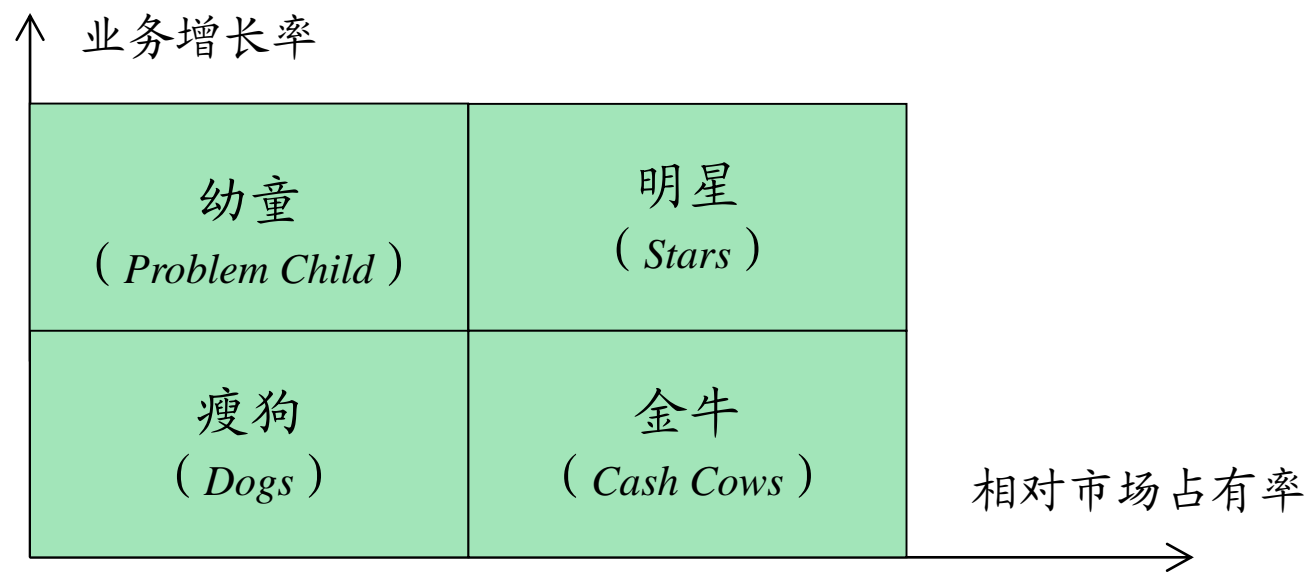 业务增长率
幼童
（Problem Child）
明星
（Stars）
瘦狗
（Dogs）
金牛
（Cash Cows）
相对市场占有率